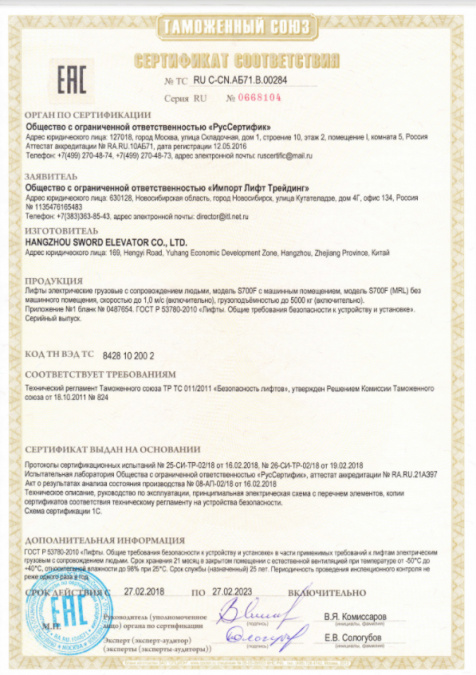 ТАМОЖЕННЫЙ СОЮЗ
СЕРТИФИКАТ СООТВЕТСТВИЯ
EAC
№ ТС RU C-CN.АБ71.В.00284
Серия RU № 0668104
ОРГАН ПО СЕРТИФИКАЦИИ
Общество с ограниченной ответственностью «РусСертифик»
Адрес юридического лица: 127018, город Москва, улица Складочная, дом 1, строение 10, этаж 2, помещение I, комната 5, Россия
Аттестат аккредитации № RA.RU.10АБ71, дата регистрации 12.05.2016
Телефон: +7(499) 270-48-74, +7(499) 270-48-73, адрес электронной почты: ruscertific@mail.ru
ЗАЯВИТЕЛЬ
Общество с ограниченной ответственностью «Импорт Лифт Трейдинг»
Адрес юридического лица: 630128, Новосибирская область, город Новосибирск, улица Кутателадзе, дом 4Г, офис 134, Россия
№ 1135476165483
Телефон: +7(383)363-85-43, адрес электронной почты: director@itl.net.ru
ИЗГОТОВИТЕЛЬ
HANGZHOU SWORD ELEVATOR CO., LTD.
Адрес юридического лица: 169, Hengyi Road, Yuhang Economic Development Zone, Hangzhou, Zhejiang Province, Китай
ПРОДУКЦИЯ
Лифты электрические грузовые с сопровождением людьми, модель S700F с машинным помещением, модель S700F (MRL) без
машинного помещения, скоростью до 1,0 м/с (включительно), грузоподъёмностью до 5000 кг (включительно).
Приложение №1 бланк № 0487654. ГОСТ Р 53780-2010 «Лифты. Общие требования безопасности к устройству и установке».
Серийный выпуск.
КОД ТН ВЭД ТС 8428 10 200 2
СООТВЕТСТВУЕТ ТРЕБОВАНИЯМ
Технический регламент Таможенного союза ТР ТС 011/2011 «Безопасность лифтов», утвержден Решением Комиссии Таможенного
союза от 18.10.2011 № 824
СЕРТИФИКАТ ВЫДАН НА ОСНОВАНИИ
Протоколы сертификационных испытаний № 25-СИ-ТР-02/18 от 16.02.2018, № 26-СИ-ТР-02/18 от 19.02.2018
Испытательная лаборатория Общества с ограниченной ответственностью «РусСертифик», аттестат аккредитации № RA.RU.21АЗ97
Акт о результатах анализа состояния производства № 08-АП-02/18 от 16.02.2018
Техническое описание, руководство по эксплуатации, принципиальная электрическая схема с перечнем элементов, копии
сертификатов соответствия техническому регламенту на устройства безопасности.
Схема сертификации 1С.
ДОПОЛНИТЕЛЬНАЯ ИНФОРМАЦИЯ
ГОСТ Р 53780-2010 «Лифты. Общие требования безопасности к устройству и установке» в части применимых требований к лифтам электрическим
грузовым с сопровождением людьми. Срок хранения 21 месяц в закрытом помещении с естественной вентиляцией при температуре от -50°С до
+40°С, относительной влажности до 98% при 25°С. Срок службы (назначенный) 25 лет. Периодичность проведения инспекционного контроля не
реже одного раза в год.
СРОК ДЕЙСТВИЯ С 27.02.2018 ПО 27.02.2023 ВКЛЮЧИТЕЛЬНО
EAC
М.П.
Руководитель (уполномоченное
лицо) органа по сертификации
(подпись)
В.Я. Комиссаров
(инициалы, фамилия)
Эксперт (эксперт-аудитор)
(эксперты (эксперты-аудиторы))
(подпись)
Е.В. Сологубов
(инициалы, фамилия)